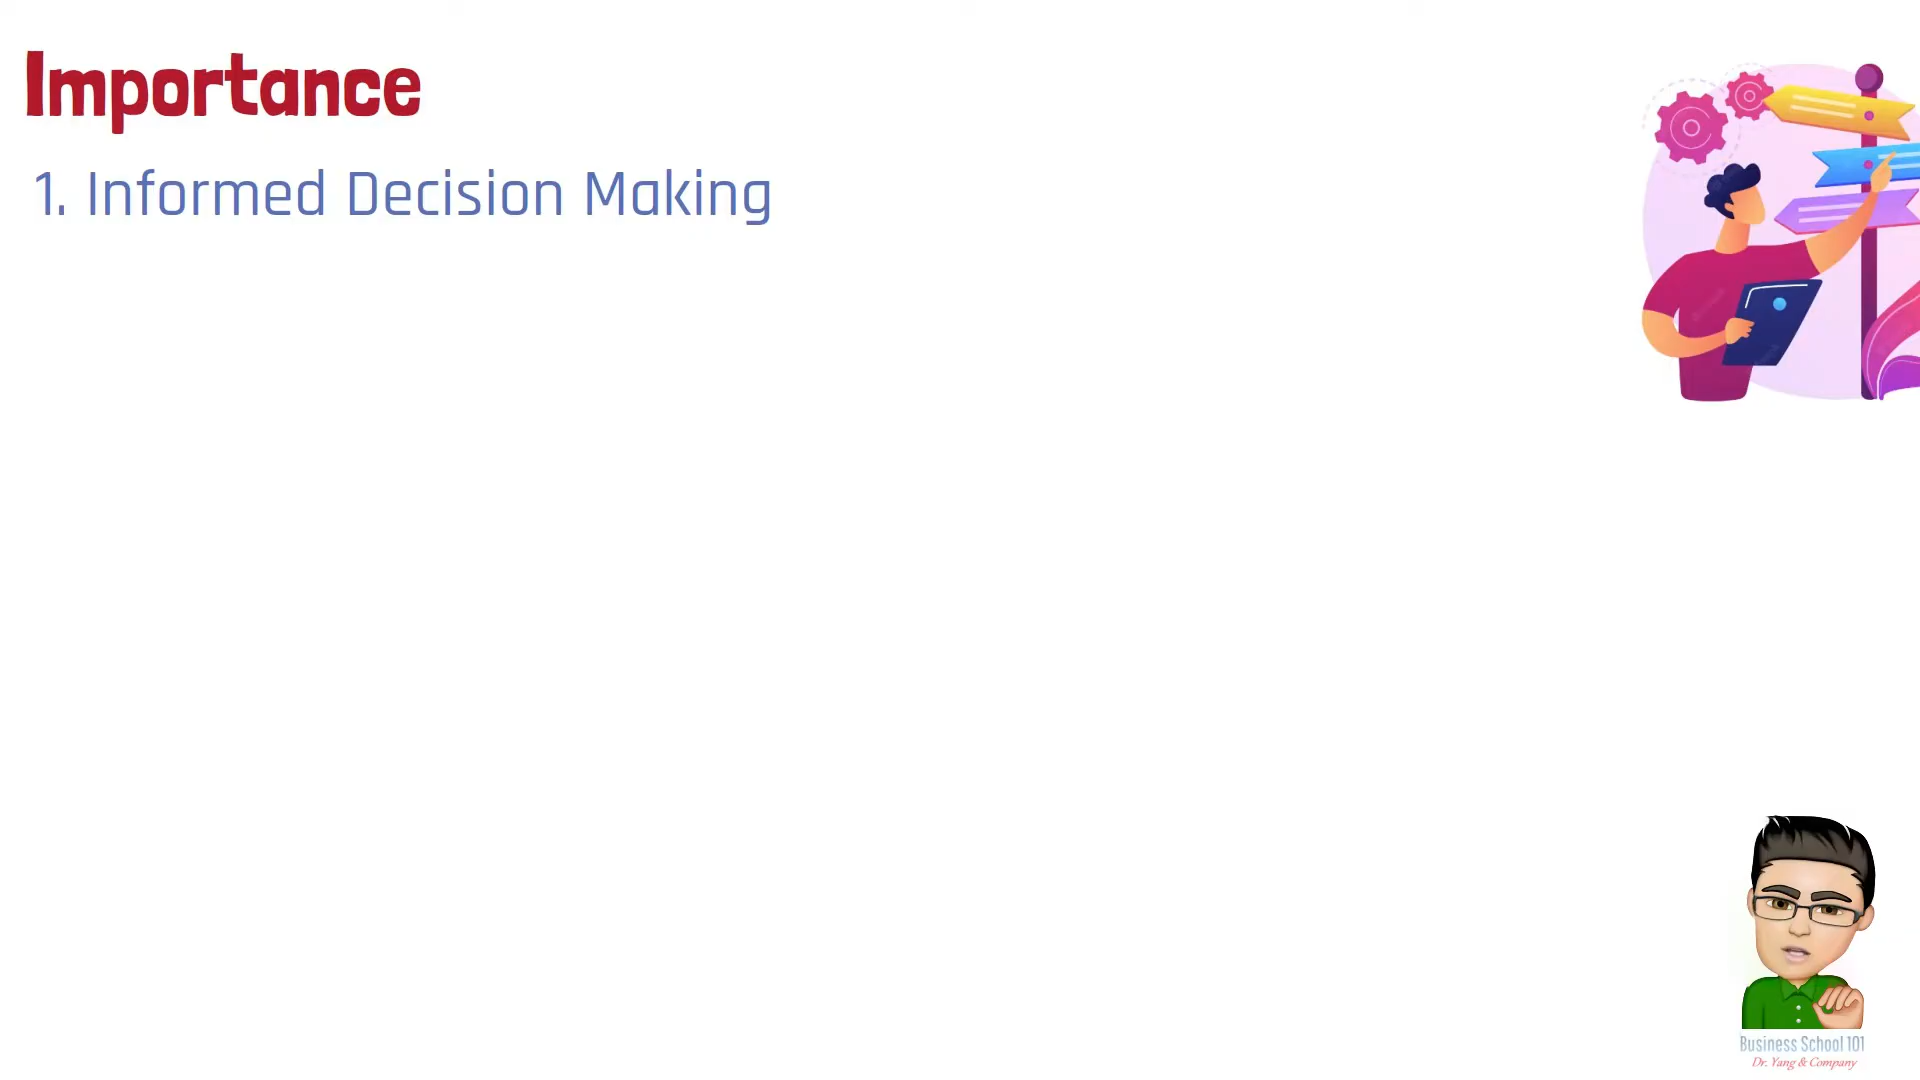 Importance
1. Informed Decision Making
Business School 101
Dr. Yang & Company